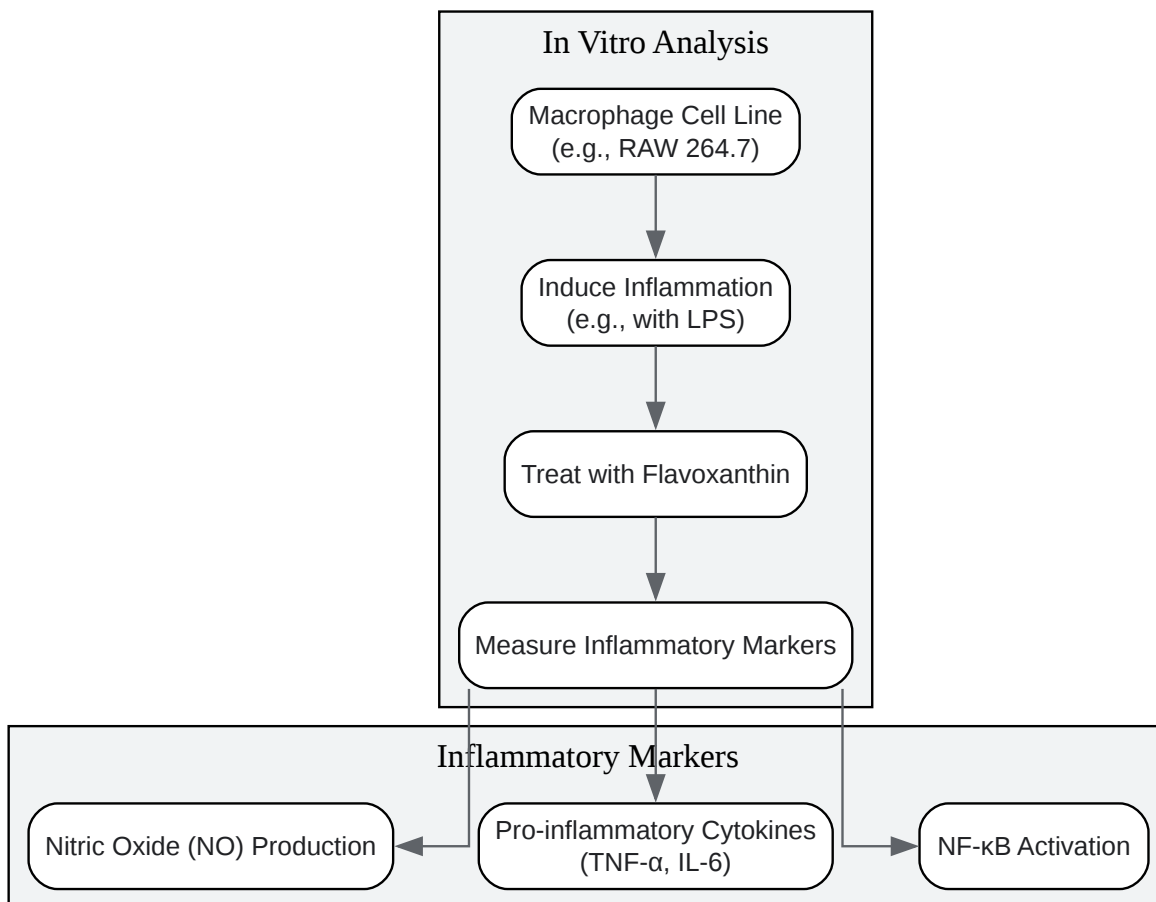 In Vitro Analysis
Macrophage Cell Line
(e.g., RAW 264.7)
Induce Inflammation
(e.g., with LPS)
Treat with Flavoxanthin
Measure Inflammatory Markers
Inflammatory Markers
Nitric Oxide (NO) Production
Pro-inflammatory Cytokines
(TNF-α, IL-6)
NF-κB Activation